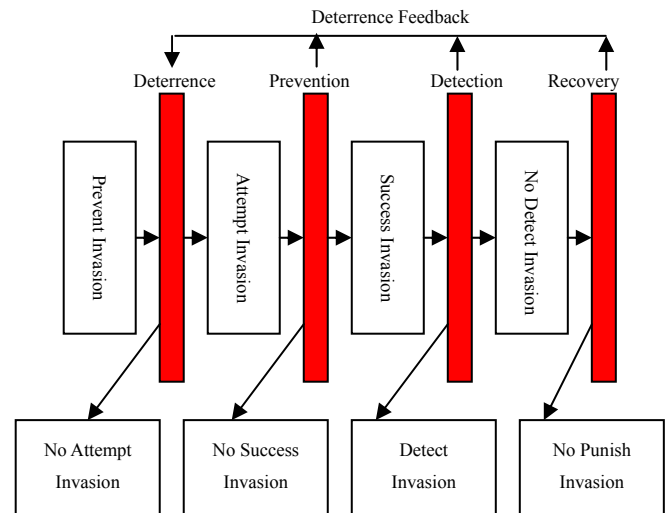 Deterrence Feedback
Deterrence
Prevention
Detection
Recovery
Prevent Invasion
Attempt Invasion
Success Invasion
No Detect Invasion
No Attempt
Invasion
No Success
Invasion
Detect
Invasion
No Punish
Invasion